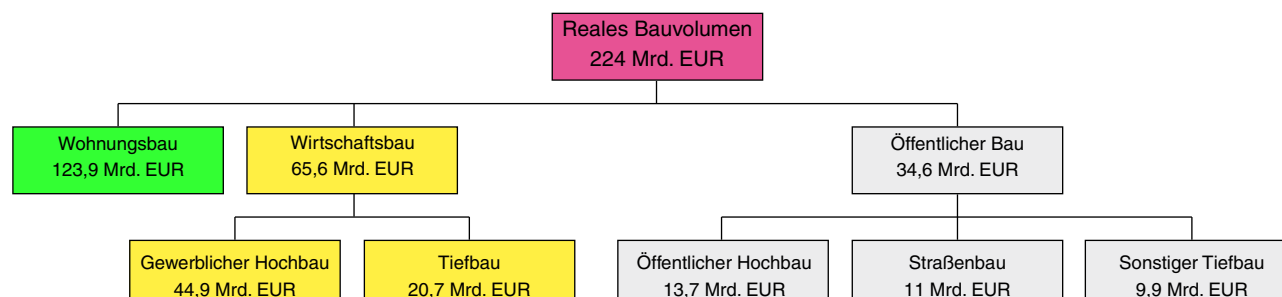 Reales Bauvolumen
224 Mrd. EUR
Wohnungsbau
123,9 Mrd. EUR
Wirtschaftsbau
65,6 Mrd. EUR
Öffentlicher Bau
34,6 Mrd. EUR
Gewerblicher Hochbau
44,9 Mrd. EUR
Tiefbau
20,7 Mrd. EUR
Öffentlicher Hochbau
13,7 Mrd. EUR
Straßenbau
11 Mrd. EUR
Sonstiger Tiefbau
9,9 Mrd. EUR